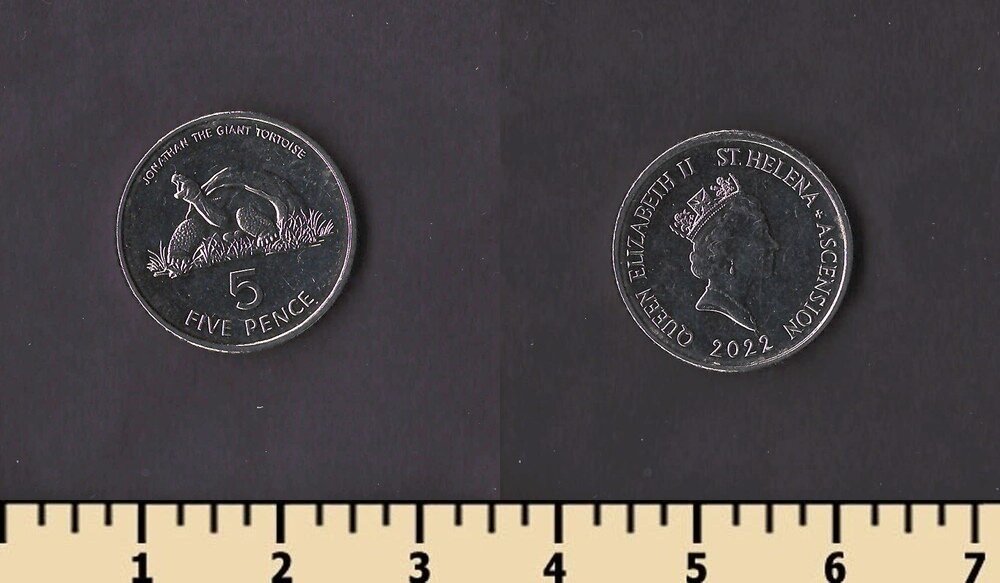 JONATHAN THE GIANT TORTOISE
5
FIVE PENCE
QUEEN ELIZABETH II ST. HELENA * ASCENSION
2022
1 2 3 4 5 6 7